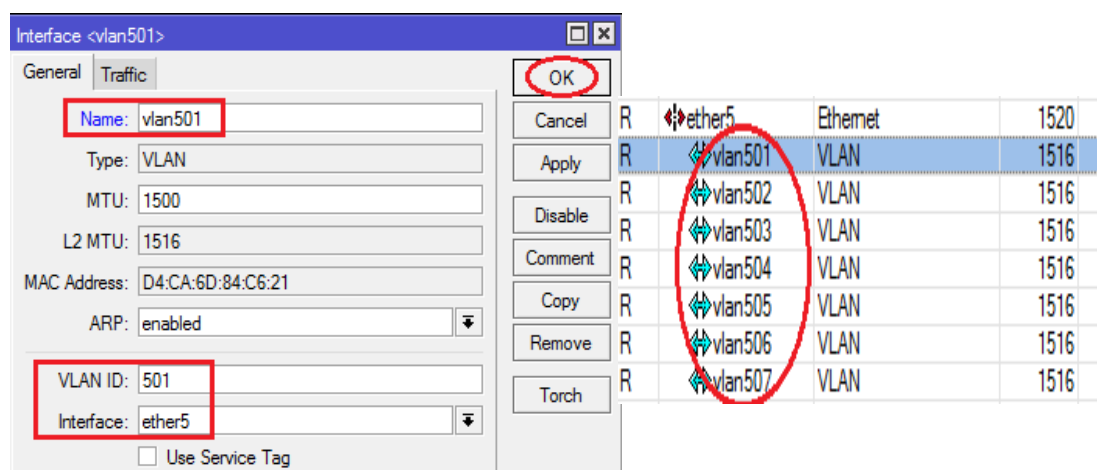 Interface <vlan501>
General Traffic
Name: vlan501
Type: VLAN
MTU: 1500
L2 MTU: 1516
MAC Address: D4:CA:6D:84:C6:21
ARP: enabled
VLAN ID: 501
Interface: ether5
Use Service Tag
OK
Cancel
Apply
Disable
Comment
Copy
Remove
Torch
R ether5 Ethernet 1520
R vlan501 VLAN 1516
R vlan502 VLAN 1516
R vlan503 VLAN 1516
R vlan504 VLAN 1516
R vlan505 VLAN 1516
R vlan506 VLAN 1516
R vlan507 VLAN 1516